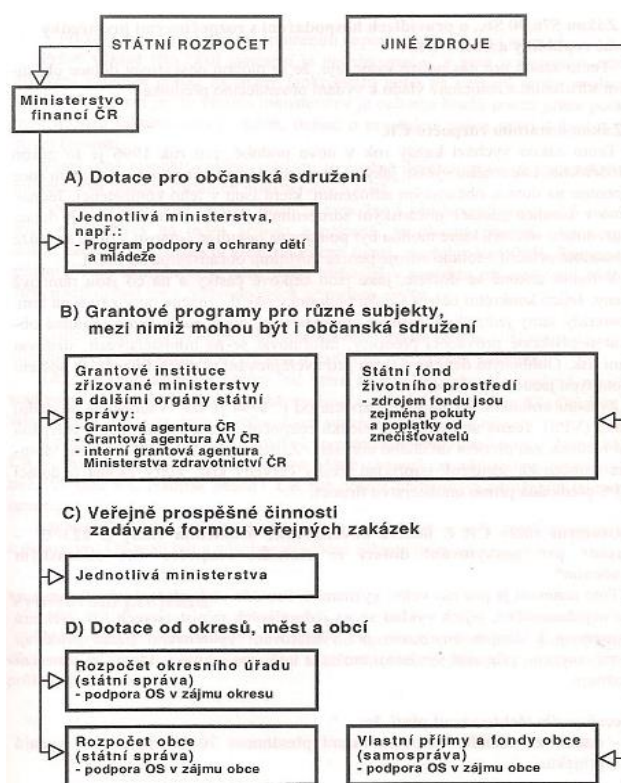 STÁTNÍ ROZPOČET
JINÉ ZDROJE
Ministerstvo
financí ČR
A) Dotace pro občanská sdružení
Jednotlivá ministerstva,
např.:
- Program podpory a ochrany dětí
a mládeže
B) Grantové programy pro různé subjekty,
mezi nimiž mohou být i občanská sdružení
Grantové instituce
zřizované ministerstvy
a dalšími orgány státní
správy:
- Grantová agentura ČR
- Grantová agentura AV ČR
- interní grantová agentura
Ministerstva zdravotnictví ČR
Státní fond
životního prostředí
- zdrojem fondu jsou
zejména pokuty
a poplatky od
znečišťovatelů
C) Veřejně prospěšné činnosti
zadávané formou veřejných zakázek
Jednotlivá ministerstva
D) Dotace od okresů, měst a obcí
Rozpočet okresního úřadu
(státní správa)
- podpora OS v zájmu okresu
Rozpočet obce
(státní správa)
- podpora OS v zájmu obce
Vlastní příjmy a fondy obce
(samospráva)
- podpora OS v zájmu obce